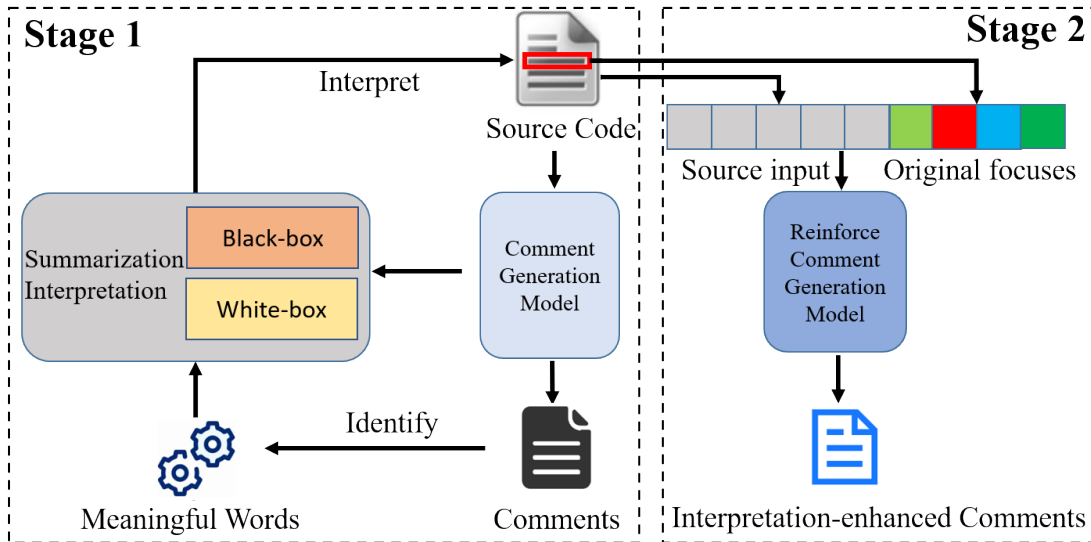 Stage 1
Stage 2
Interpret
Source Code
Source input
Original focuses
Summarization
Interpretation
Black-box
White-box
Comment
Generation
Model
Reinforce
Comment
Generation
Model
Identify
Meaningful Words
Comments
Interpretation-enhanced Comments